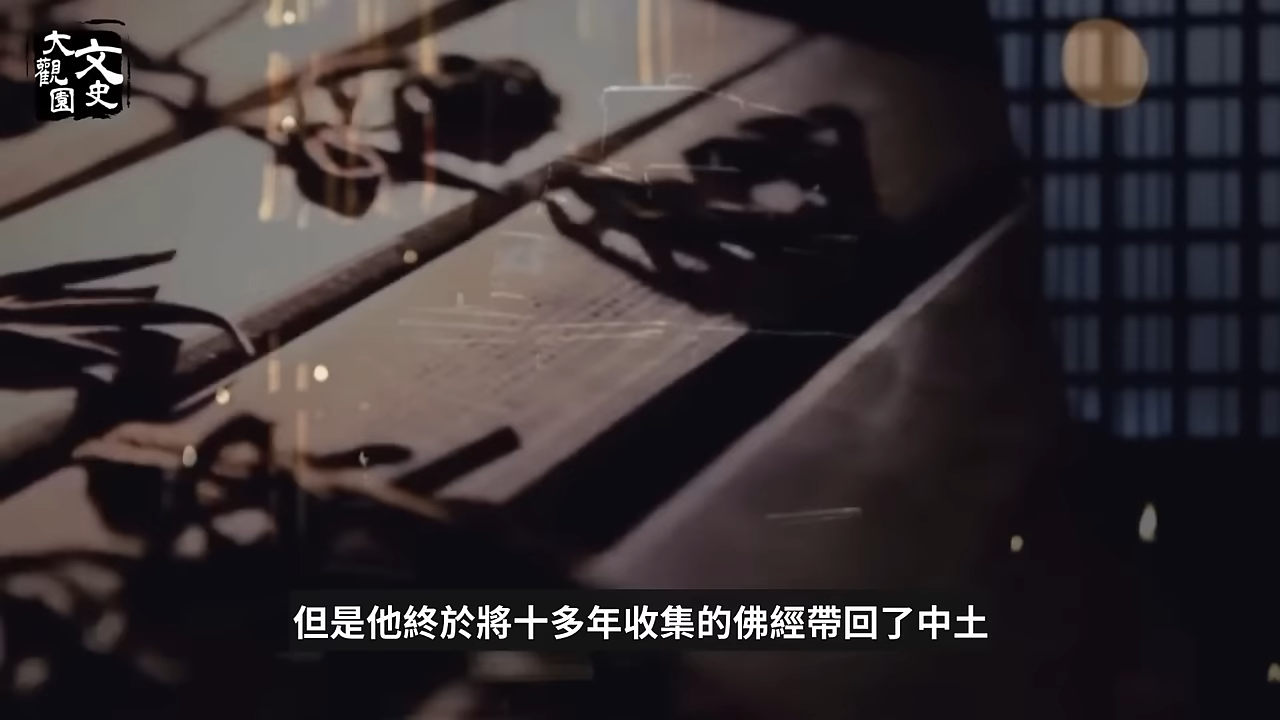 文史
大觀園
但是他終於將十多年收集的佛經帶回了中土